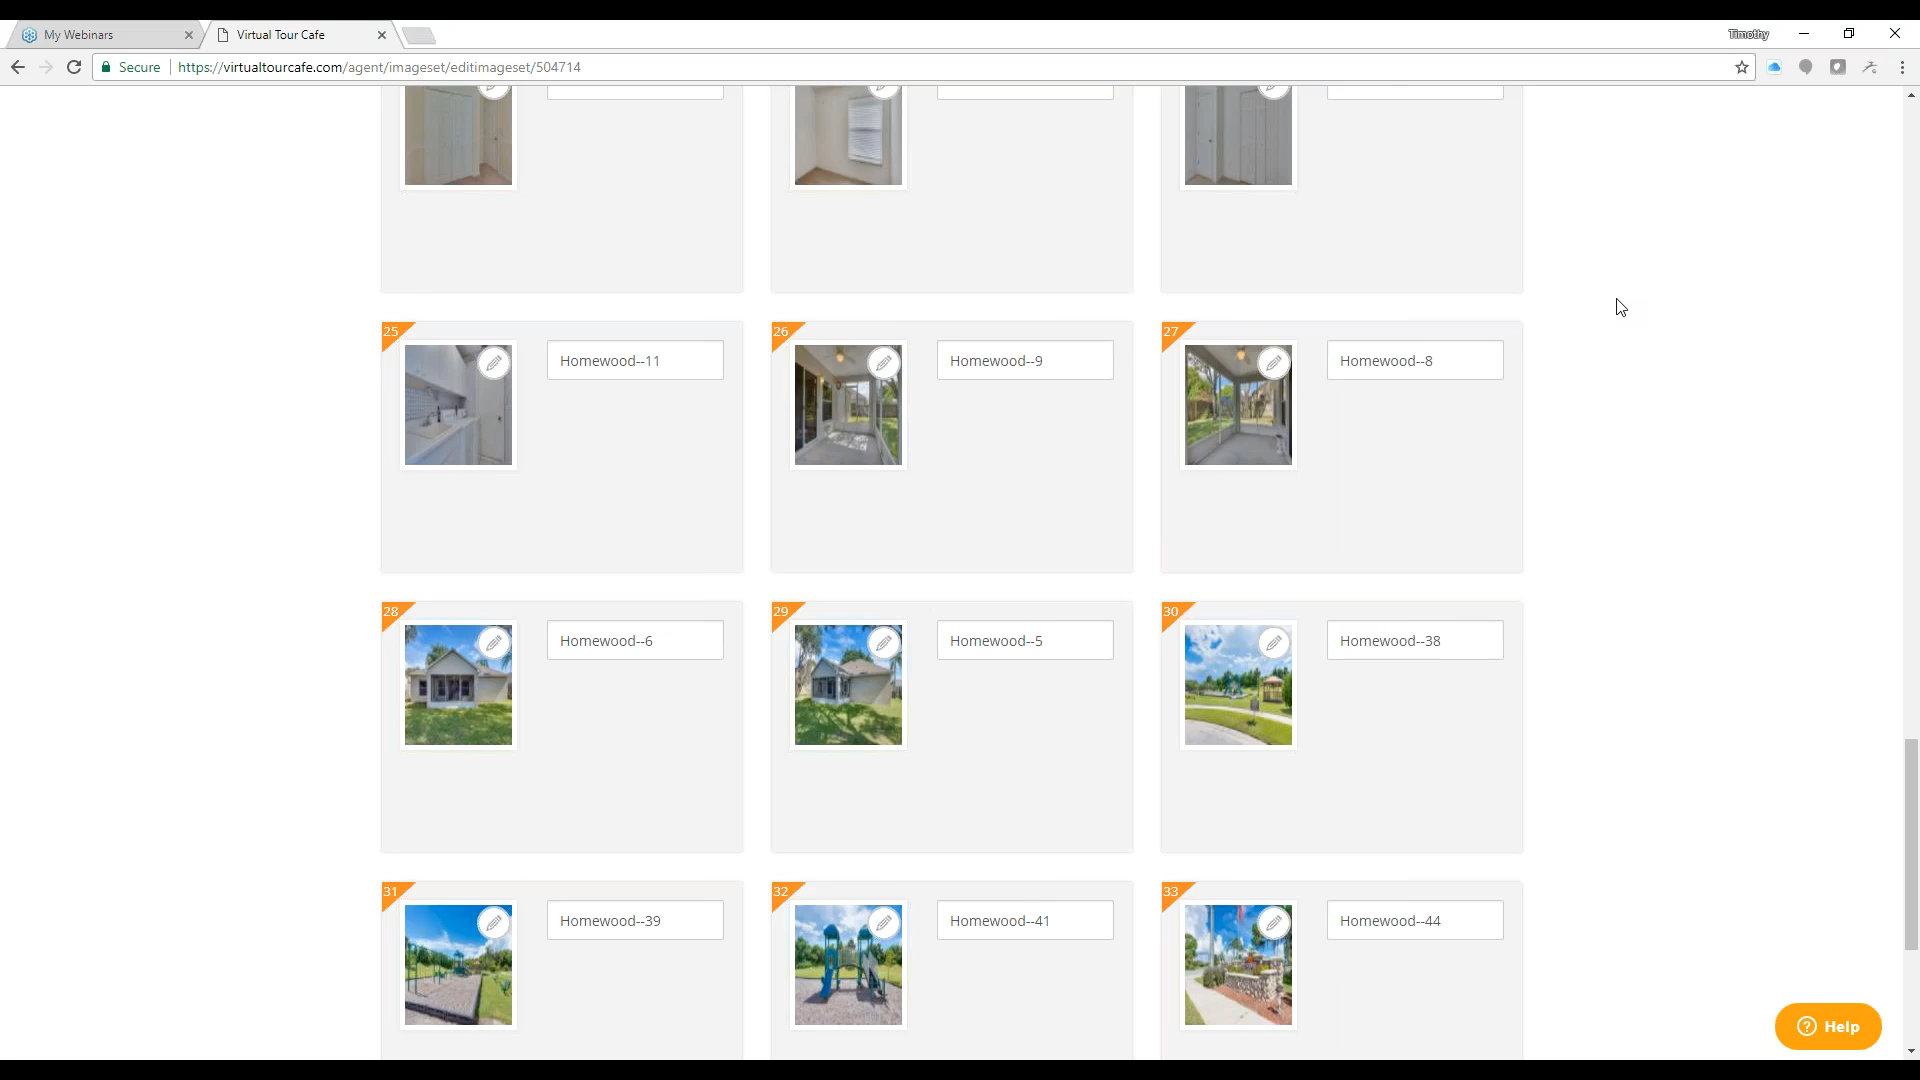 My Webinars
Virtual Tour Cafe
Timothy
Secure
https://virtualtourcafe.com/agent/imageset/editimageset/504714
25
Homewood--11
26
Homewood--9
27
Homewood--8
28
Homewood--6
29
Homewood--5
30
Homewood--38
31
Homewood--39
32
Homewood--41
33
Homewood--44
? Help